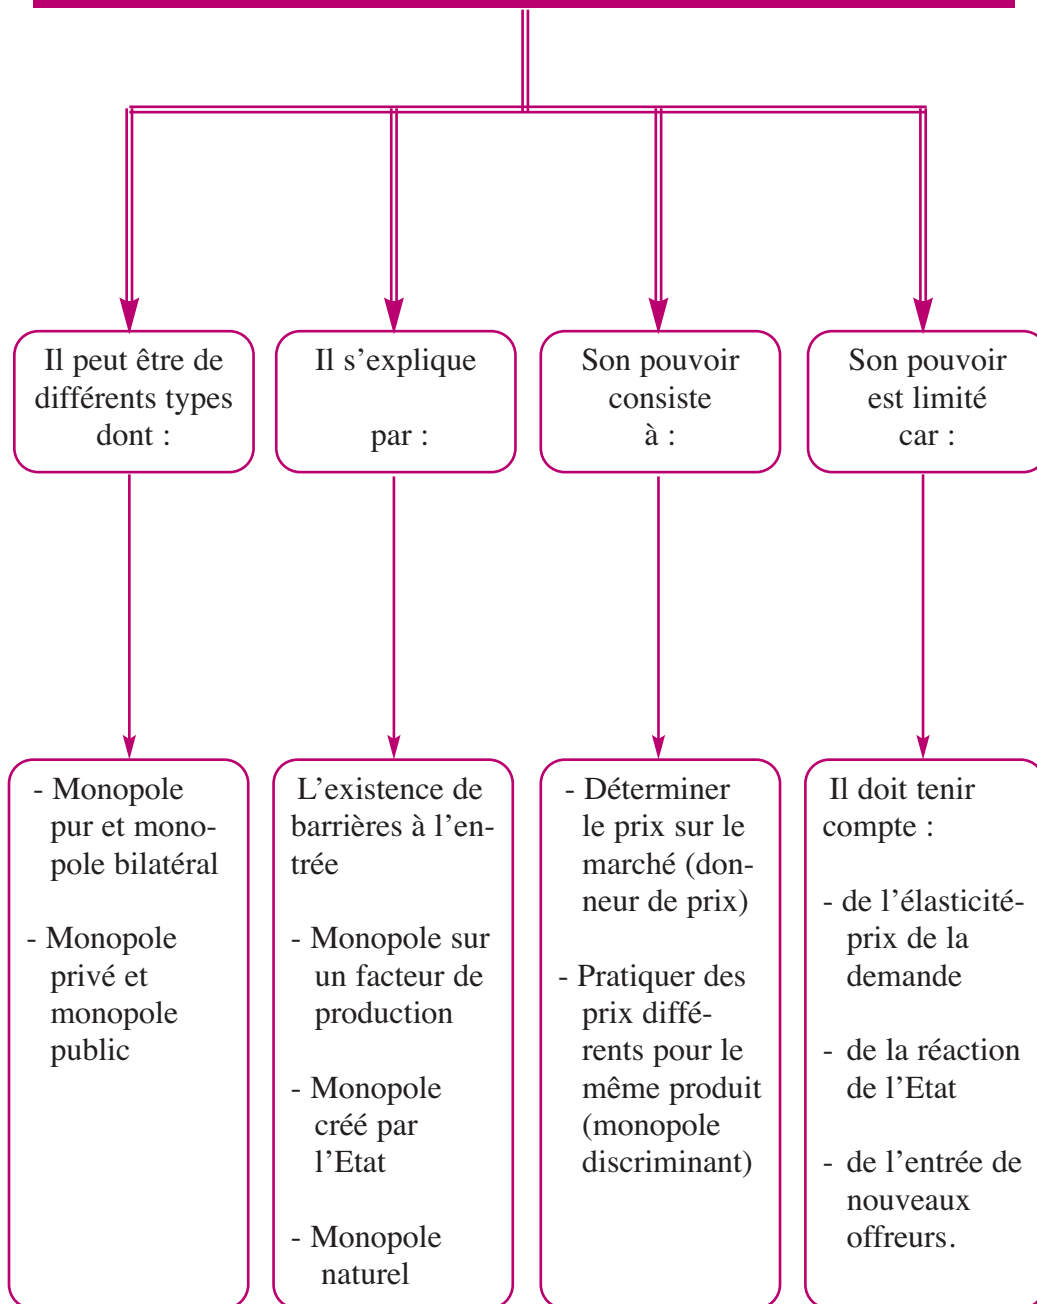 Il peut être de
différents types
dont :
Il s’explique
par :
Son pouvoir
consiste
à :
Son pouvoir
est limité
car :
- Monopole
pur et mono-
pole bilatéral
- Monopole
privé et
monopole
public
L’existence de
barrières à l’en-
trée
- Monopole sur
un facteur de
production
- Monopole
créé par
l’Etat
- Monopole
naturel
- Déterminer
le prix sur le
marché (don-
neur de prix)
- Pratiquer des
prix diffé-
rents pour le
même produit
(monopole
discriminant)
Il doit tenir
compte :
- de l’élasticité-
prix de la
demande
- de la réaction
de l’Etat
- de l’entrée de
nouveaux
offreurs.